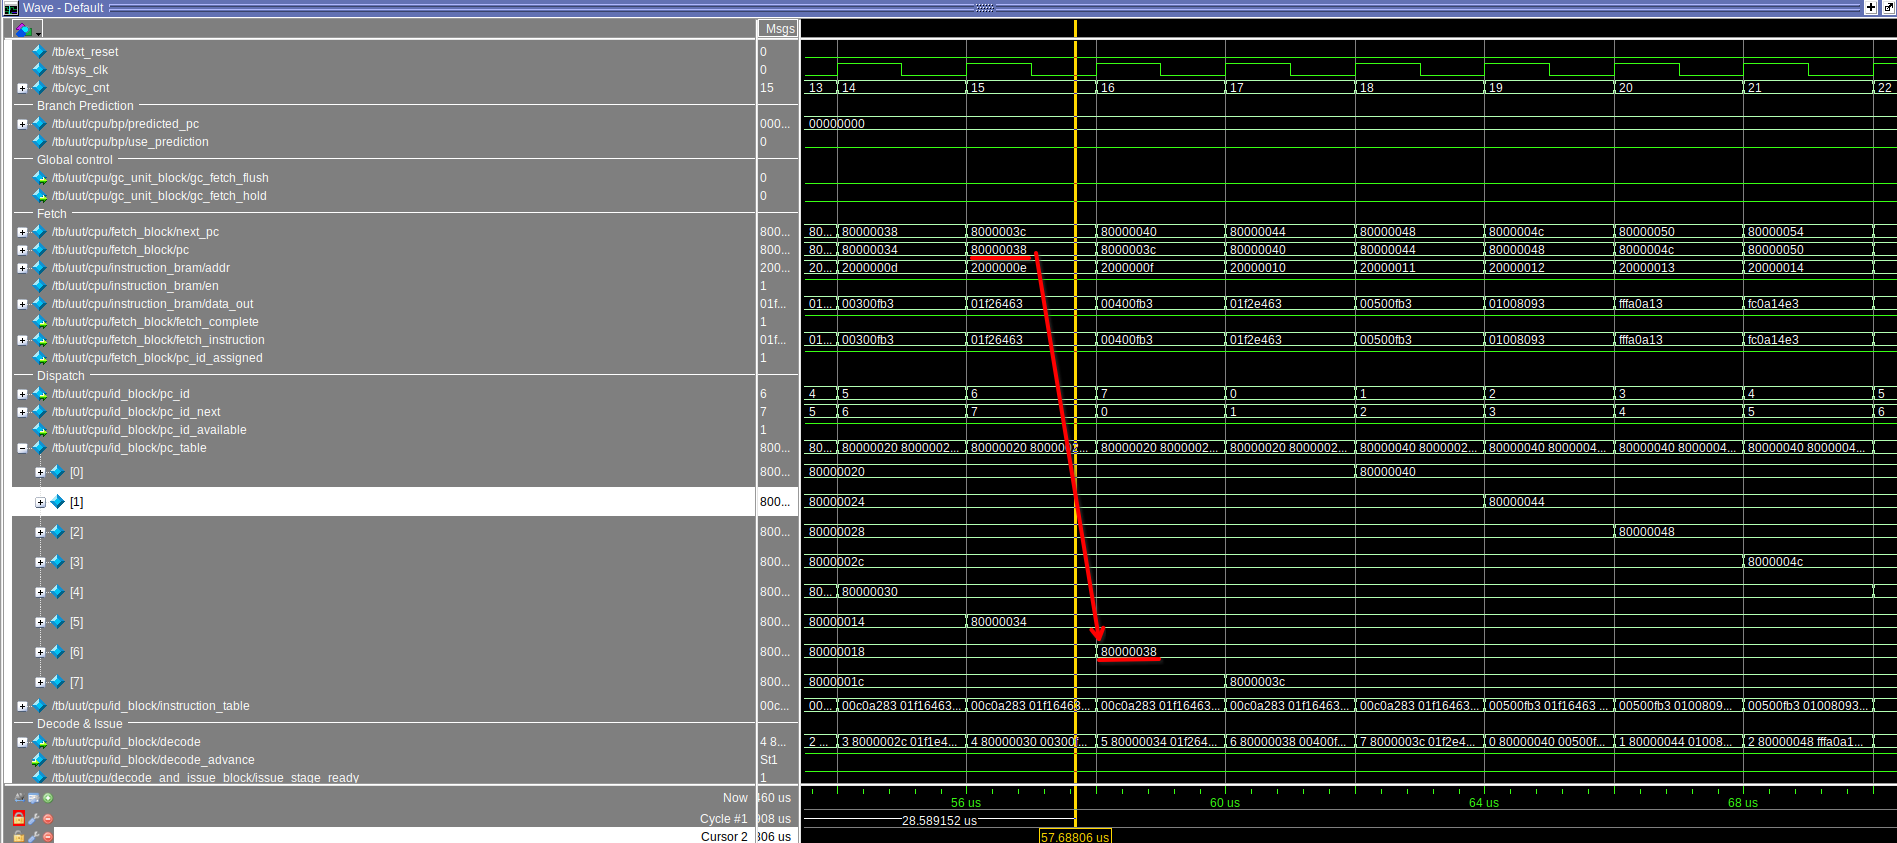 Wave - Default
Msgs
/tb/ext_reset 0
/tb/sys_clk 0
/tb/cyc_cnt 15 13 14 15 16 17 18 19 20 21 22
Branch Prediction
/tb/uut/cpu/bp/predicted_pc 000... 00000000
/tb/uut/cpu/bp/use_prediction 0
Global control
/tb/uut/cpu/gc_unit_block/gc_fetch_flush 0
/tb/uut/cpu/gc_unit_block/gc_fetch_hold 0
Fetch
/tb/uut/cpu/fetch_block/next_pc 800... 80... 80000038 8000003c 80000040 80000044 80000048 8000004c 80000050 80000054
/tb/uut/cpu/fetch_block/pc 800... 80... 80000034 80000038 8000003c 80000040 80000044 80000048 8000004c 80000050
/tb/uut/cpu/instruction_bram/addr 200... 20... 2000000d 2000000e 2000000f 20000010 20000011 20000012 20000013 20000014
/tb/uut/cpu/instruction_bram/en 1
/tb/uut/cpu/instruction_bram/data_out 01f... 01... 00300fb3 01f26463 00400fb3 01f2e463 00500fb3 01008093 fffa0a13 fc0a14e3
/tb/uut/cpu/fetch_block/fetch_complete 1
/tb/uut/cpu/fetch_block/fetch_instruction 01f... 01... 00300fb3 01f26463 00400fb3 01f2e463 00500fb3 01008093 fffa0a13 fc0a14e3
/tb/uut/cpu/fetch_block/pc_id_assigned 1
Dispatch
/tb/uut/cpu/id_block/pc_id 6 4 5 6 7 0 1 2 3 4 5
/tb/uut/cpu/id_block/pc_id_next 7 5 6 7 0 1 2 3 4 5 6
/tb/uut/cpu/id_block/pc_id_available 1
/tb/uut/cpu/id_block/pc_table 800... 80... 80000020 8000002... 80000020 8000002... 80000020 8000002... 80000020 8000002... 80000040 8000002... 80000040 8000004... 80000040 8000004... 80000040 8000004...
[0] 800... 80000020 80000040
[1] 800... 80000024 80000044
[2] 800... 80000028 80000048
[3] 800... 8000002c 8000004c
[4] 800... 80... 80000030
[5] 800... 80000014 80000034
[6] 800... 80000018 80000038
[7] 800... 8000001c 8000003c
/tb/uut/cpu/id_block/instruction_table 00c... 00... 00c0a283 01f16463... 00c0a283 01f16463... 00c0a283 01f16463... 00c0a283 01f16463... 00c0a283 01f16463... 00500fb3 01f16463 ... 00500fb3 0100809... 00500fb3 01008093...
Decode & Issue
/tb/uut/cpu/id_block/decode 4 8... 2 ... 3 8000002c 01f1e4... 4 80000030 00300f... 5 80000034 01f264... 6 80000038 00400f... 7 8000003c 01f2e4... 0 80000040 00500f... 1 80000044 01008... 2 80000048 fffa0a1...
/tb/uut/cpu/id_block/decode_advance St1
/tb/uut/cpu/decode_and_issue_block/issue_stage_ready 1
Now 460 us 56 us 60 us 64 us 68 us
Cycle #1 908 us 28.589152 us
Cursor 2 806 us 57.68806 us